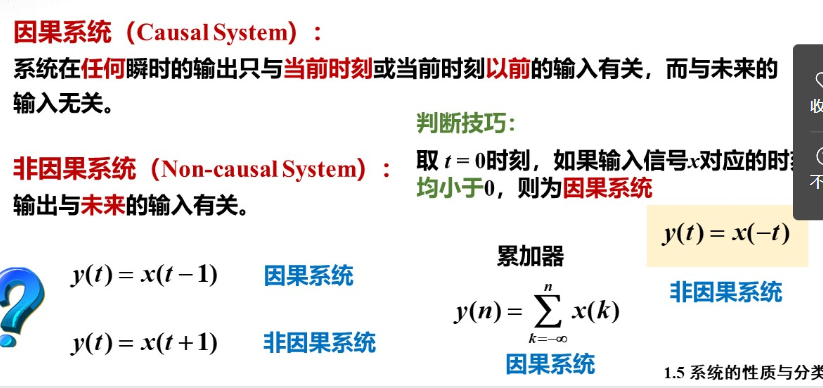 因果系统（Causal System）：
系统在任何瞬时的输出只与当前时刻或当前时刻以前的输入有关，而与未来的
输入无关。
判断技巧：
取 t = 0时刻，如果输入信号x对应的时
均小于0，则为因果系统
非因果系统（Non-causal System）：
输出与未来的输入有关。
y(t) = x(t − 1) 因果系统
y(t) = x(t + 1) 非因果系统
累加器
y(n) = ∑_{k=−∞}^{n} x(k)
因果系统
y(t) = x(−t)
非因果系统
1.5 系统的性质与分类
收
不